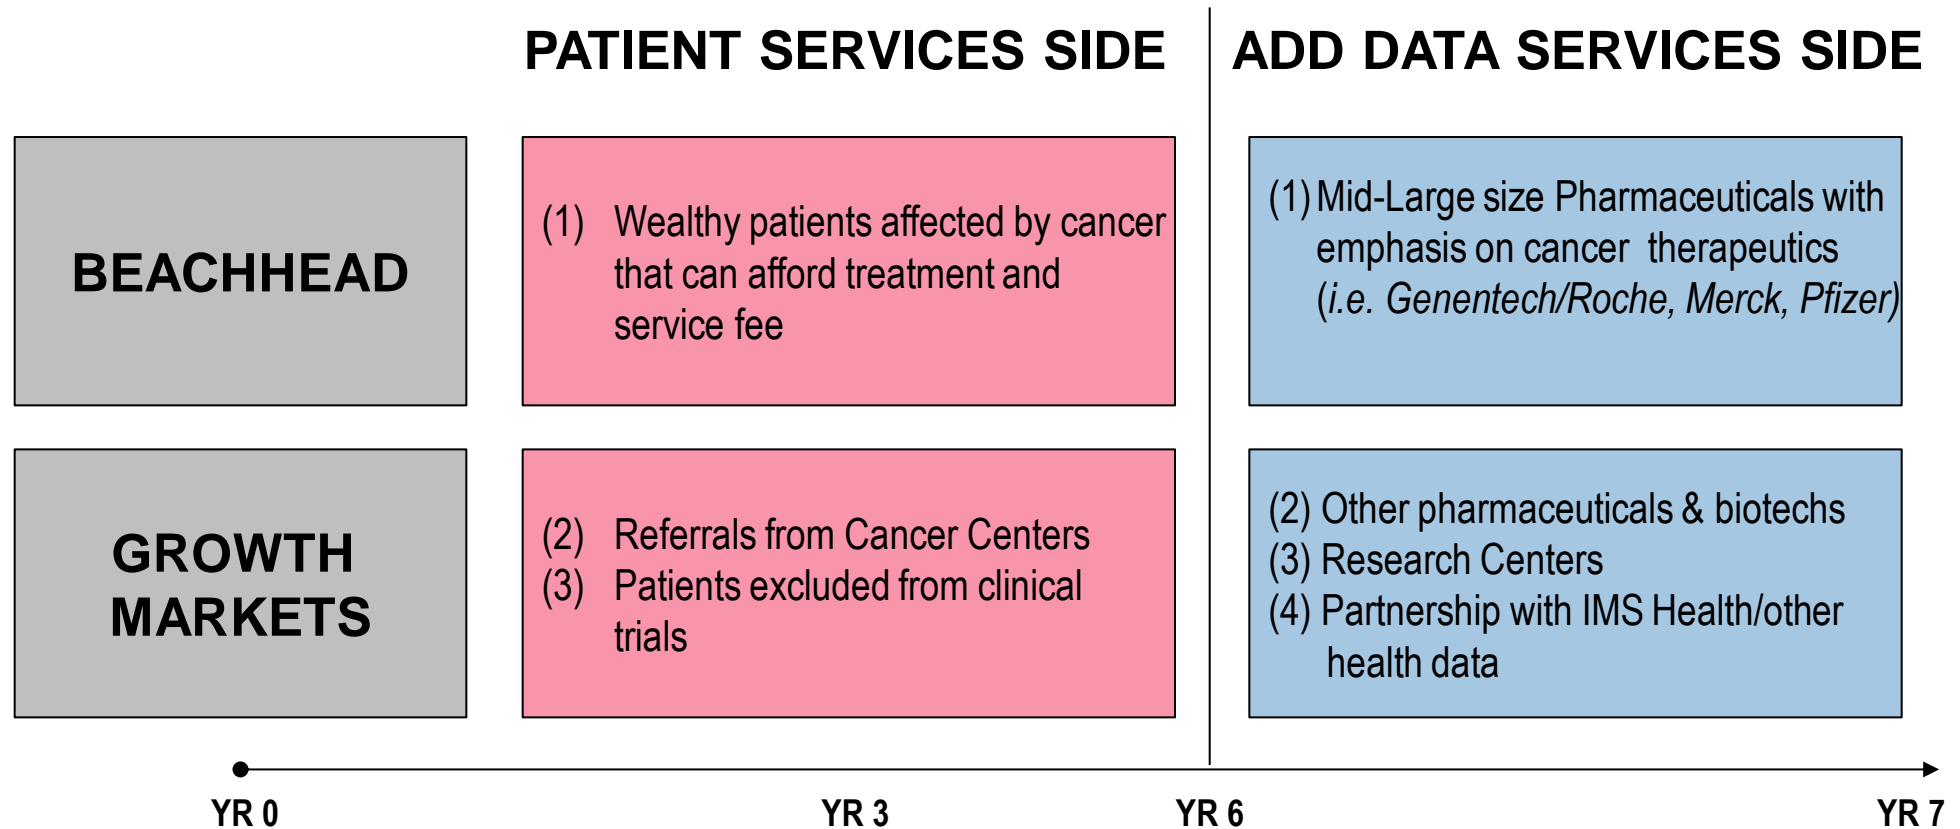 PATIENT SERVICES SIDE
ADD DATA SERVICES SIDE
BEACHHEAD
(1) Wealthy patients affected by cancer
that can afford treatment and
service fee
(1) Mid-Large size Pharmaceuticals with
emphasis on cancer therapeutics
(i.e. Genentech/Roche, Merck, Pfizer)
GROWTH
MARKETS
(2) Referrals from Cancer Centers
(3) Patients excluded from clinical
trials
(2) Other pharmaceuticals & biotechs
(3) Research Centers
(4) Partnership with IMS Health/other
health data
YR 0
YR 3
YR 6
YR 7